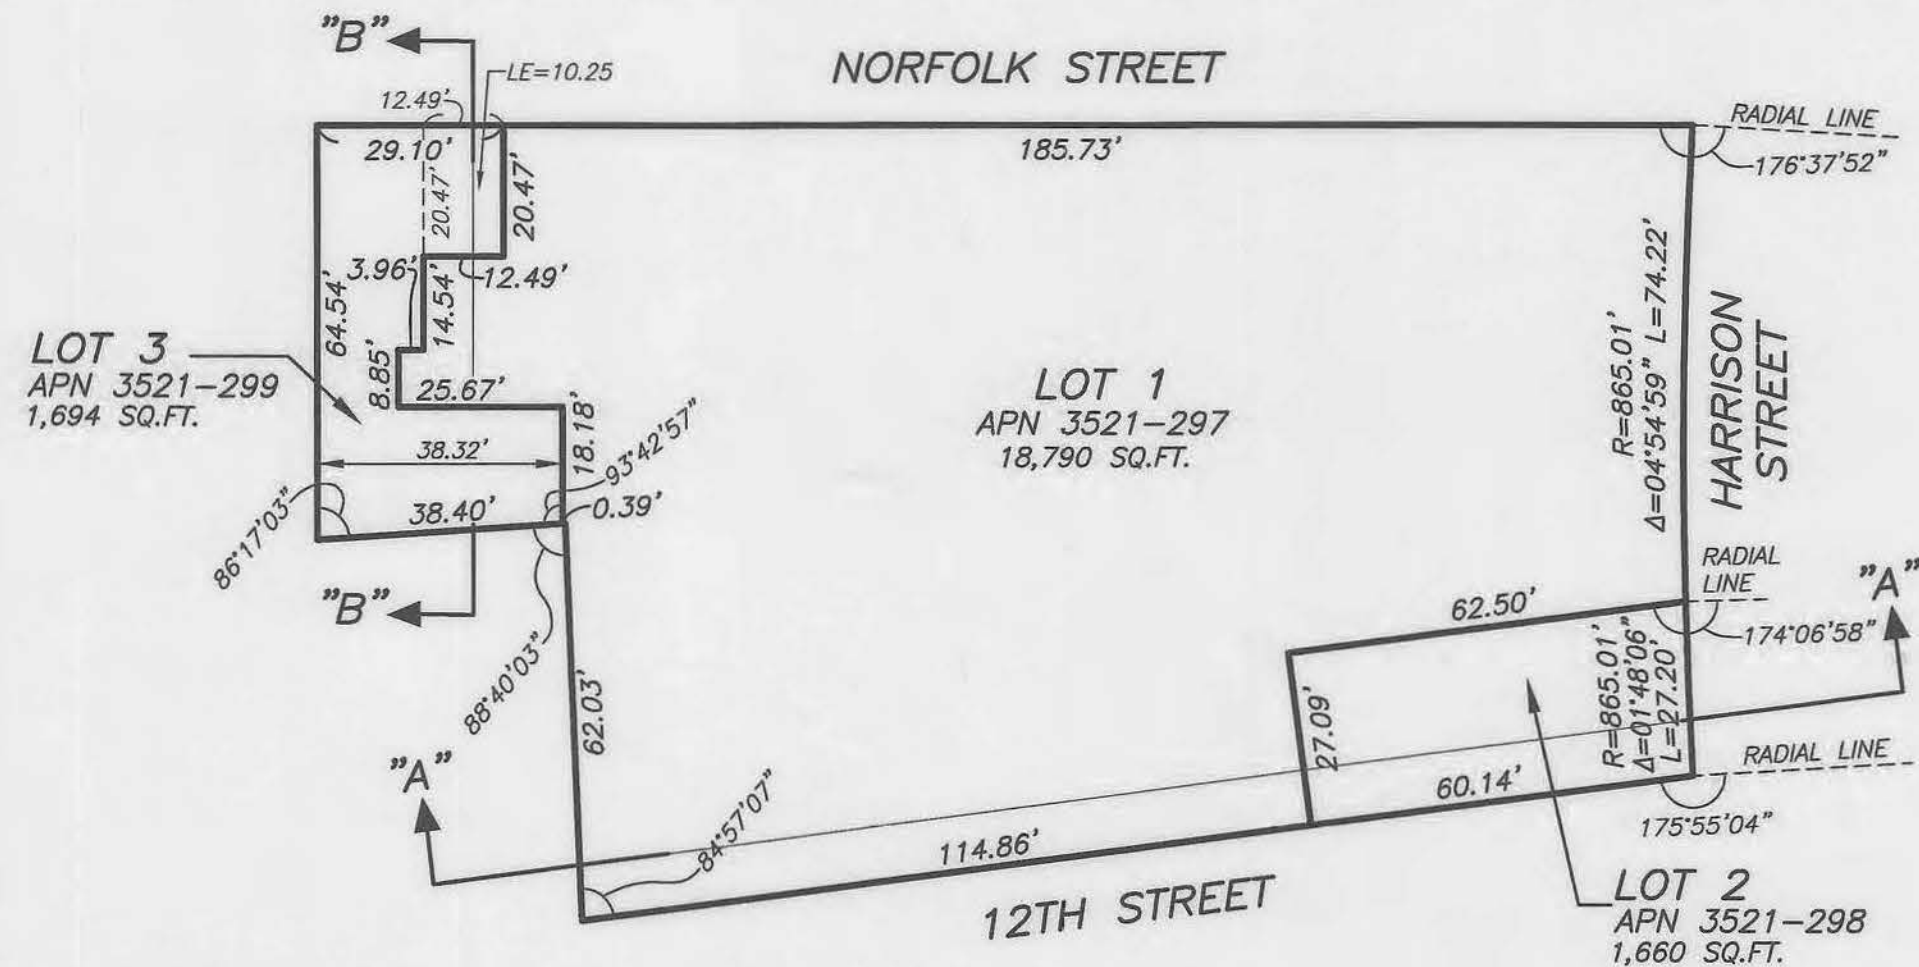 "B"
LE=10.25
NORFOLK STREET
12.49'
RADIAL LINE
29.10'
185.73'
176°37'52"
20.47'
20.47'
3.96'
12.49'
64.54'
14.54'
LOT 3
APN 3521-299
1,694 SQ.FT.
8.85'
25.67'
LOT 1
APN 3521-297
18,790 SQ.FT.
R=865.01'
Δ=04°54'59" L=74.22'
HARRISON
STREET
38.32'
18.18'
93°42'57"
86°17'03"
38.40'
0.39'
"B"
88°40'03"
62.03'
RADIAL
LINE
"A"
62.50'
174°06'58"
27.09'
R=865.01'
Δ=01°48'06"
L=27.20'
RADIAL LINE
"A"
84°57'07"
60.14'
175°55'04"
114.86'
12TH STREET
LOT 2
APN 3521-298
1,660 SQ.FT.